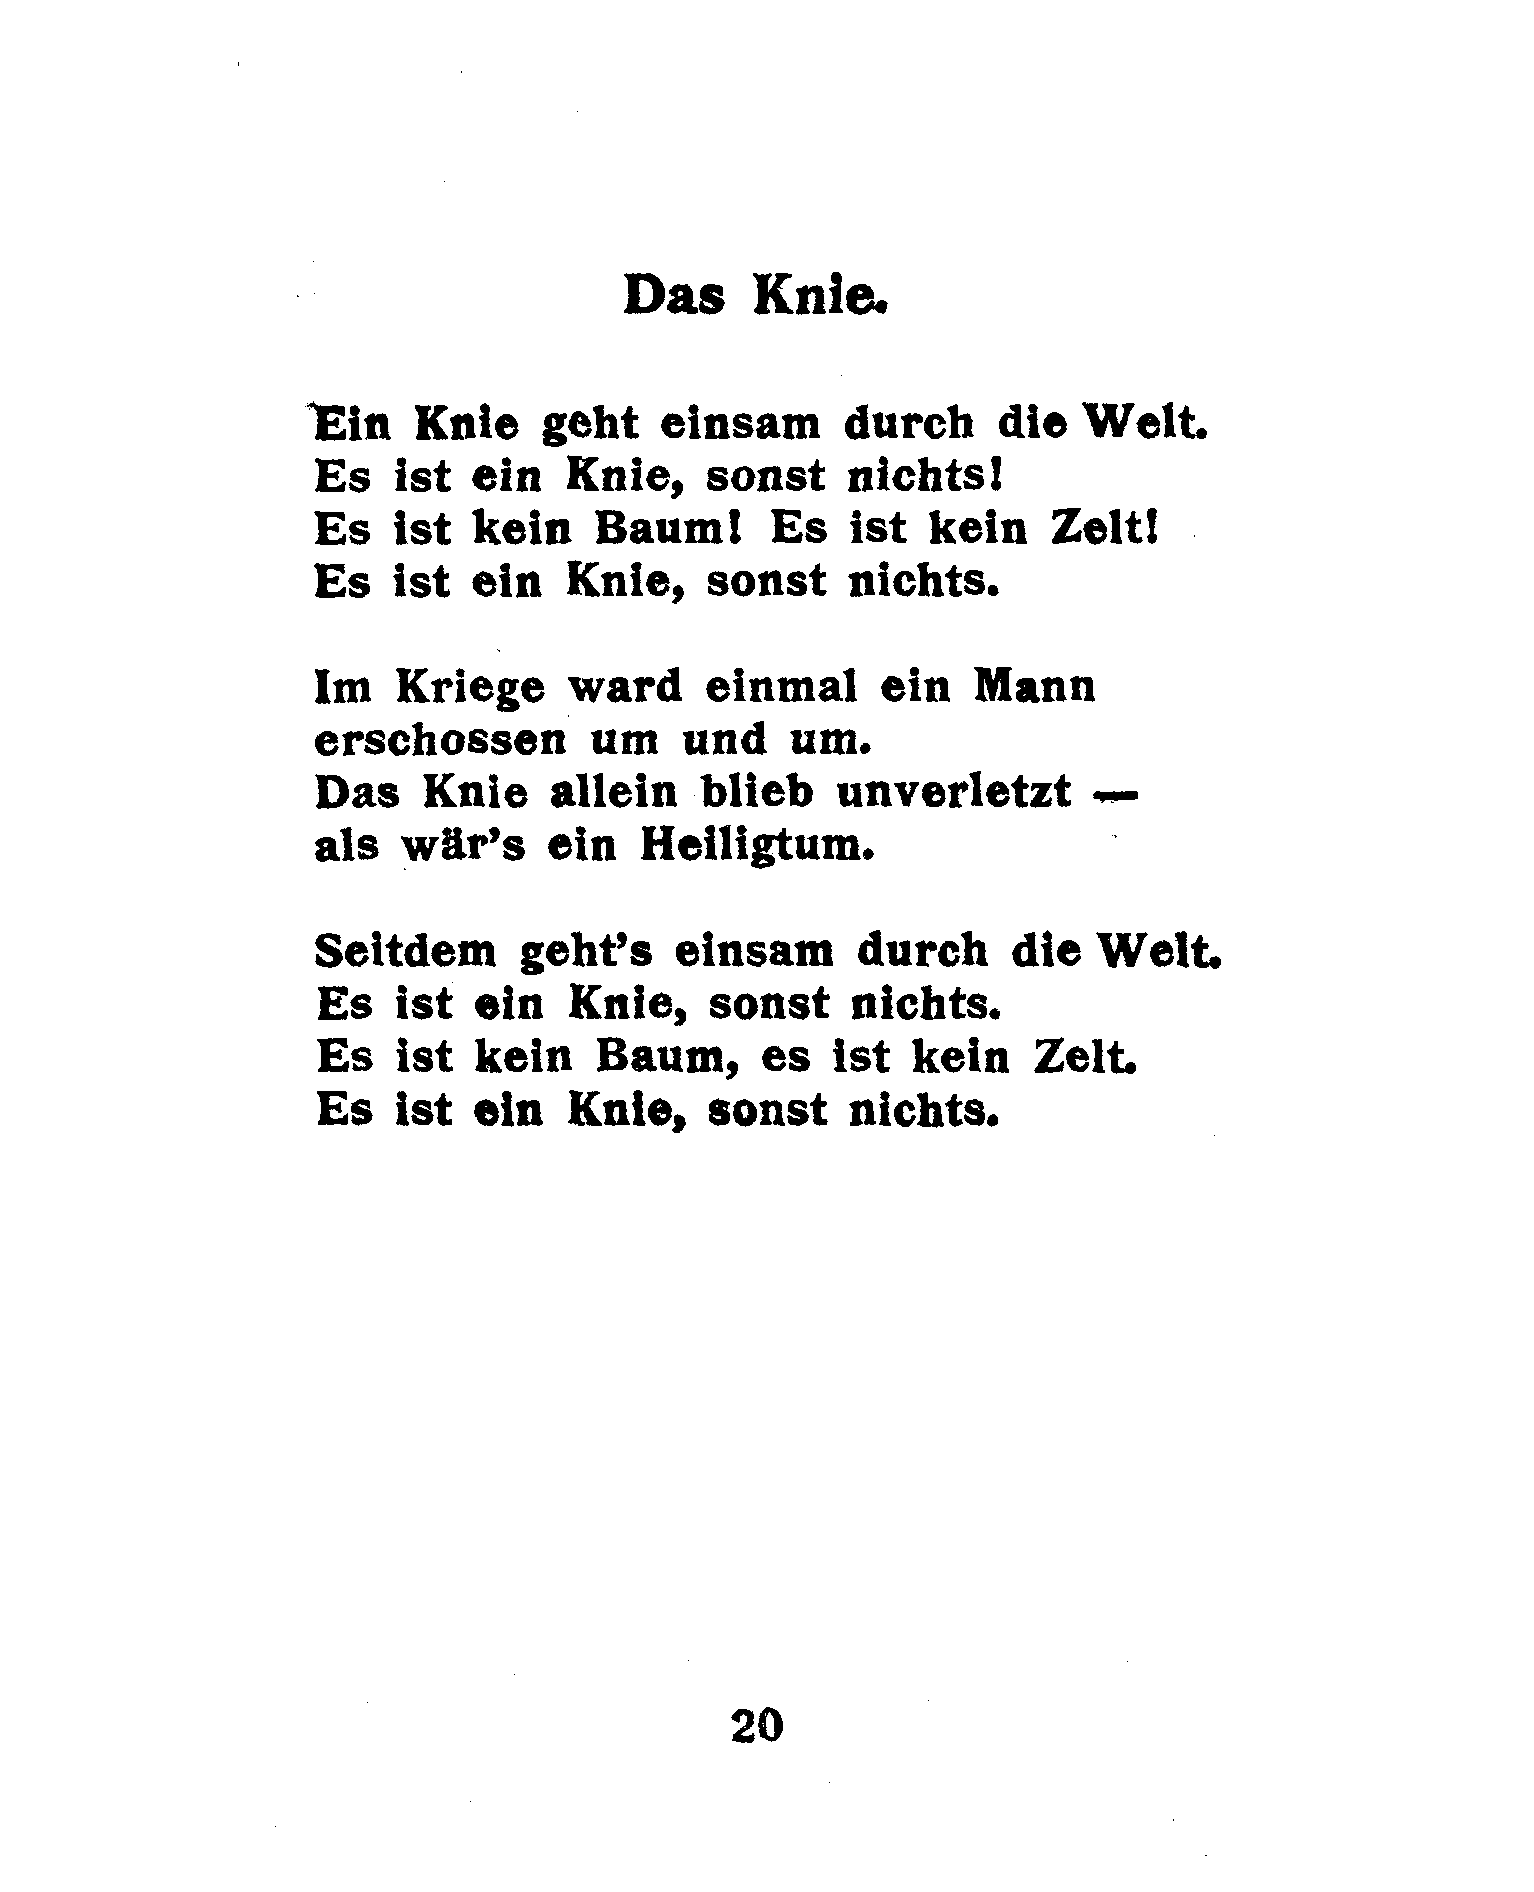 Das Knie.
Ein Knie geht einsam durch die Welt.
Es ist ein Knie, sonst nichts!
Es ist kein Baum! Es ist kein Zelt!
Es ist ein Knie, sonst nichts.
Im Kriege ward einmal ein Mann
erschossen um und um.
Das Knie allein blieb unverletzt —
als wär’s ein Heiligtum.
Seitdem geht’s einsam durch die Welt.
Es ist ein Knie, sonst nichts.
Es ist kein Baum, es ist kein Zelt.
Es ist ein Knie, sonst nichts.
20